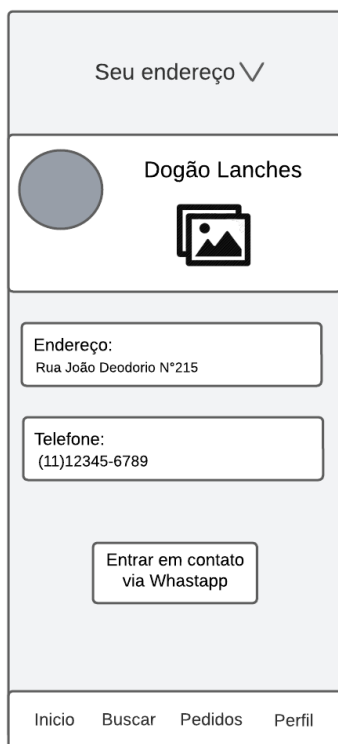 Seu endereço
Dogão Lanches
Endereço:
Rua João Deodorio N°215
Telefone:
(11)12345-6789
Entrar em contato
via Whastapp
Inicio Buscar Pedidos Perfil